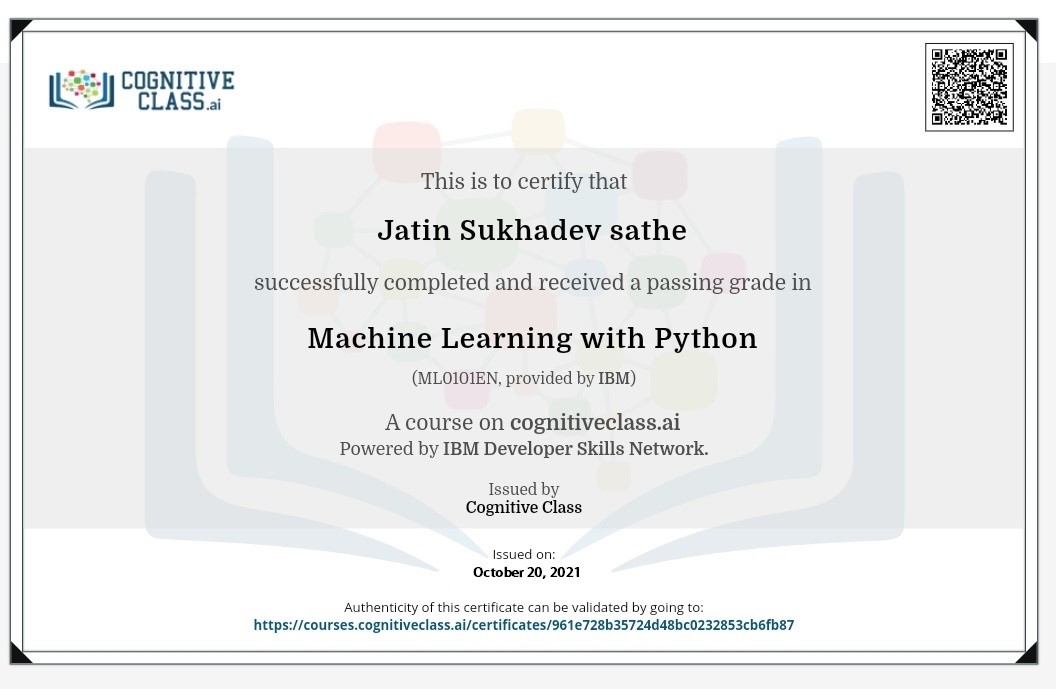 COGNITIVE
CLASS.ai
This is to certify that
Jatin Sukhadev sathe
successfully completed and received a passing grade in
Machine Learning with Python
(ML0101EN, provided by IBM)
A course on cognitiveclass.ai
Powered by IBM Developer Skills Network.
Issued by
Cognitive Class
Issued on:
October 20, 2021
Authenticity of this certificate can be validated by going to:
https://courses.cognitiveclass.ai/certificates/961e728b35724d48bc0232853cb6fb87